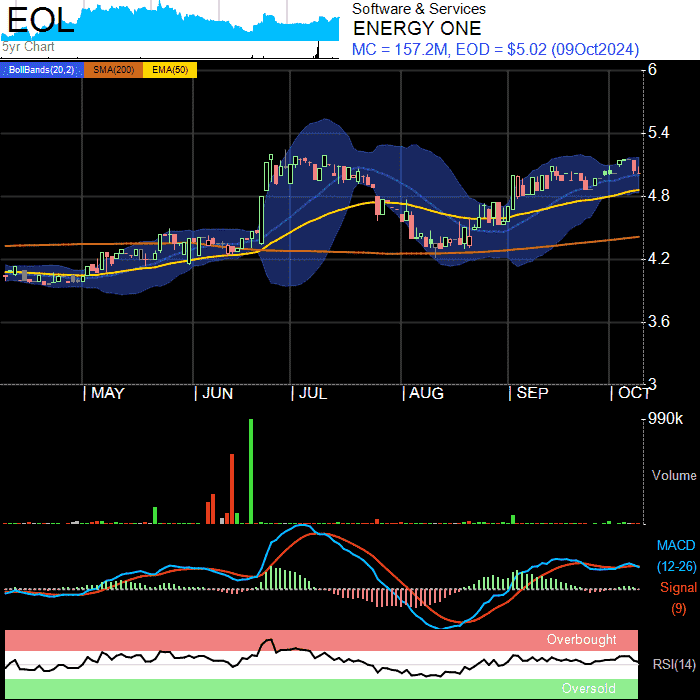 EOL
5yr Chart
Software & Services
ENERGY ONE
MC = 157.2M, EOD = $5.02 (09Oct2024)
BollBands(20,2) SMA(200) EMA(50)
6
5.4
4.8
4.2
3.6
3
MAY JUN JUL AUG SEP OCT
990k
Volume
MACD
(12-26)
Signal
(9)
Overbought
RSI(14)
Oversold